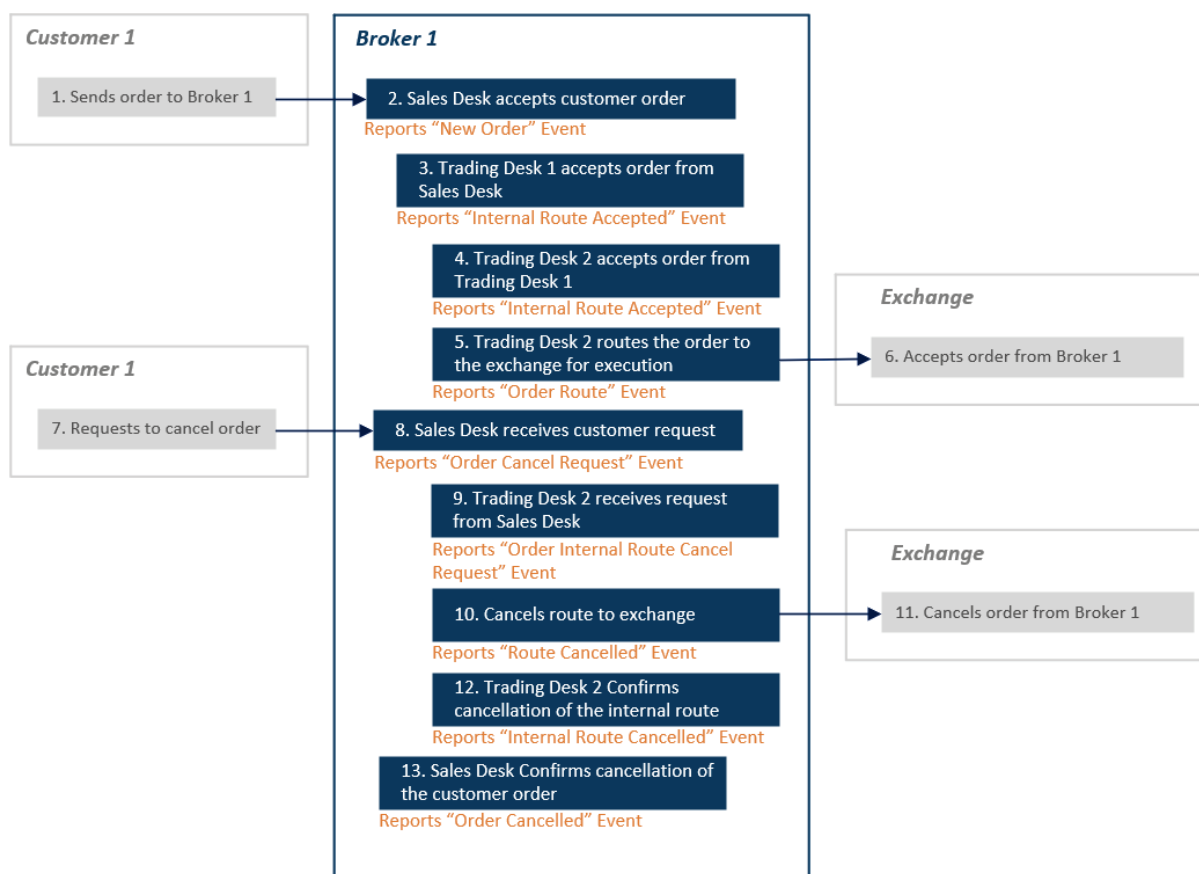 Customer 1
1. Sends order to Broker 1
Broker 1
2. Sales Desk accepts customer order
Reports “New Order” Event
3. Trading Desk 1 accepts order from
Sales Desk
Reports “Internal Route Accepted” Event
4. Trading Desk 2 accepts order from
Trading Desk 1
Reports “Internal Route Accepted” Event
5. Trading Desk 2 routes the order to
the exchange for execution
Reports “Order Route” Event
Exchange
6. Accepts order from Broker 1
Customer 1
7. Requests to cancel order
8. Sales Desk receives customer request
Reports “Order Cancel Request” Event
9. Trading Desk 2 receives request
from Sales Desk
Reports “Order Internal Route Cancel
Request” Event
10. Cancels route to exchange
Reports “Route Cancelled” Event
Exchange
11. Cancels order from Broker 1
12. Trading Desk 2 Confirms
cancellation of the internal route
Reports “Internal Route Cancelled” Event
13. Sales Desk Confirms cancellation of
the customer order
Reports “Order Cancelled” Event